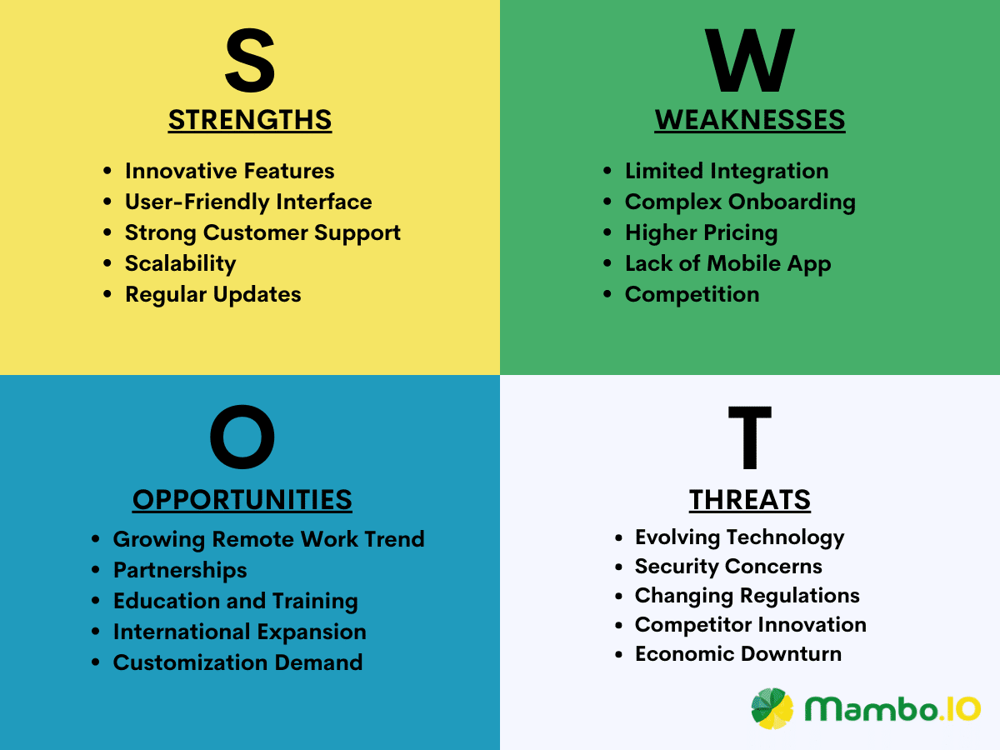 S
STRENGTHS
• Innovative Features
• User-Friendly Interface
• Strong Customer Support
• Scalability
• Regular Updates
W
WEAKNESSES
• Limited Integration
• Complex Onboarding
• Higher Pricing
• Lack of Mobile App
• Competition
O
OPPORTUNITIES
• Growing Remote Work Trend
• Partnerships
• Education and Training
• International Expansion
• Customization Demand
T
THREATS
• Evolving Technology
• Security Concerns
• Changing Regulations
• Competitor Innovation
• Economic Downturn
Mambo.IO